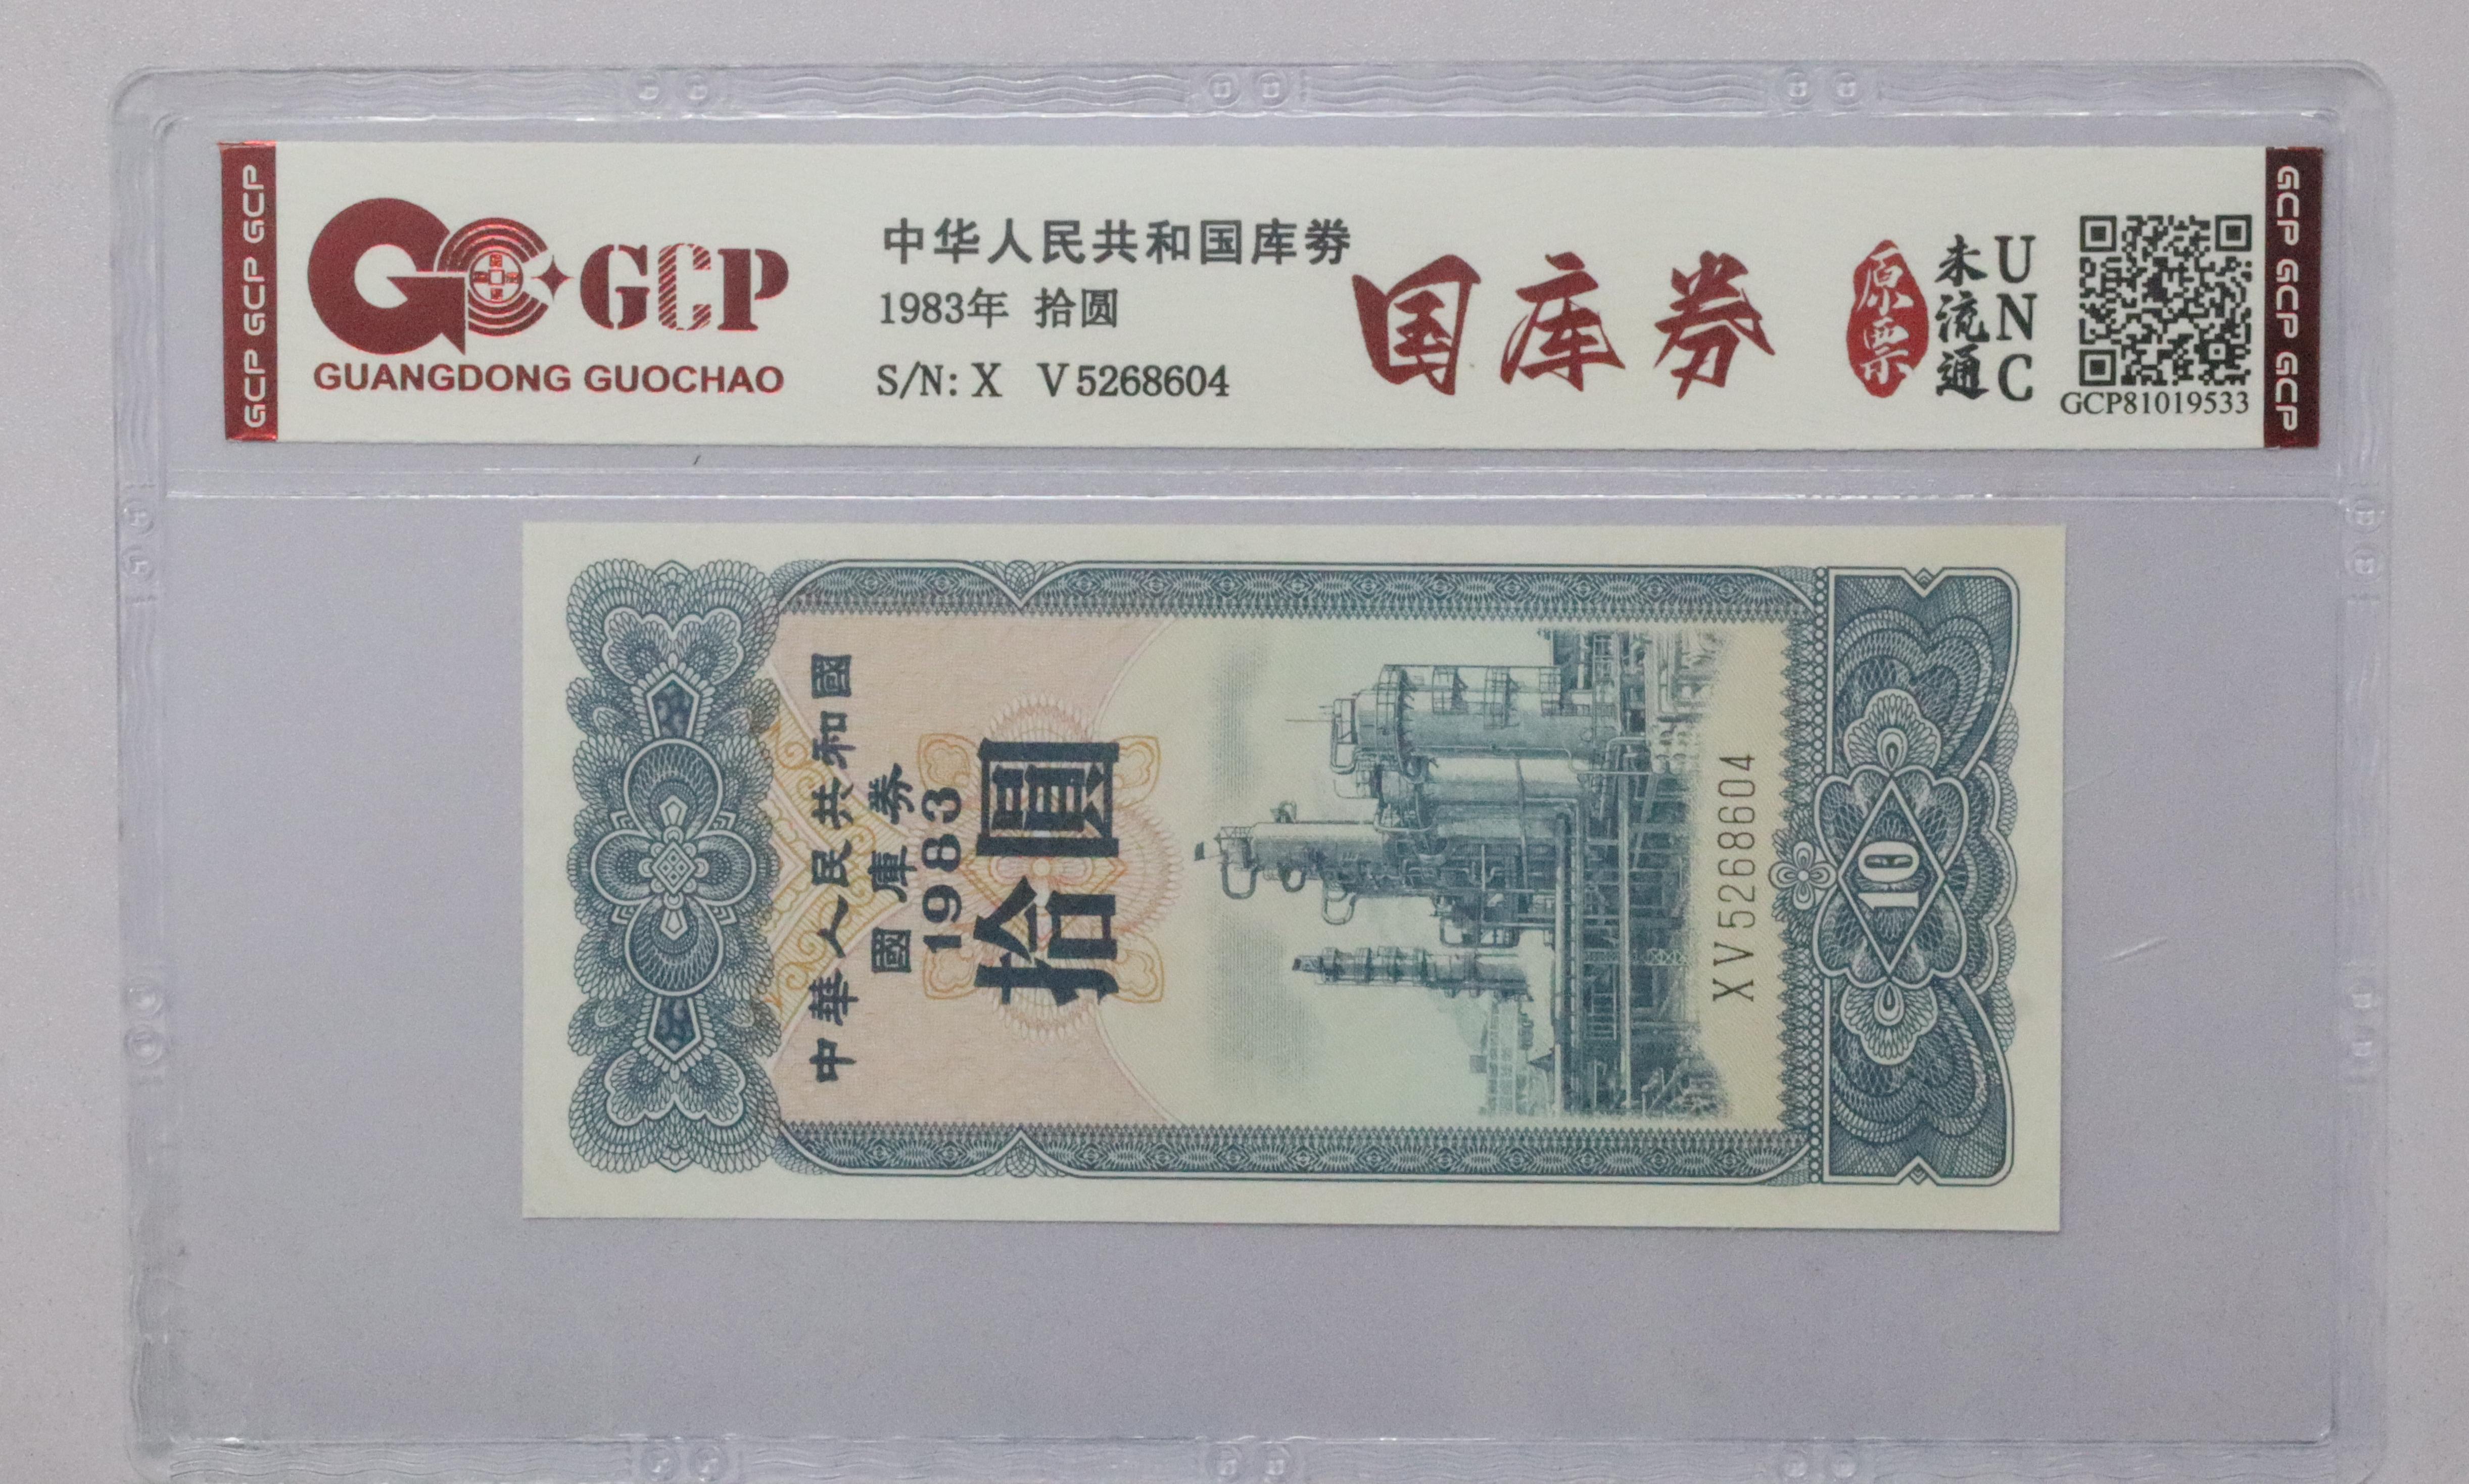 GCP GCP GCP
GCP
GUANGDONG GUOCHAO
中华人民共和国库券
1983年 拾圆
S/N: X V5268604
国库券
原票
未流通
UNC
GCP81019533
GCP GCP GCP
中華人民共和國
國庫券
1983
拾圓
XV5268604
10